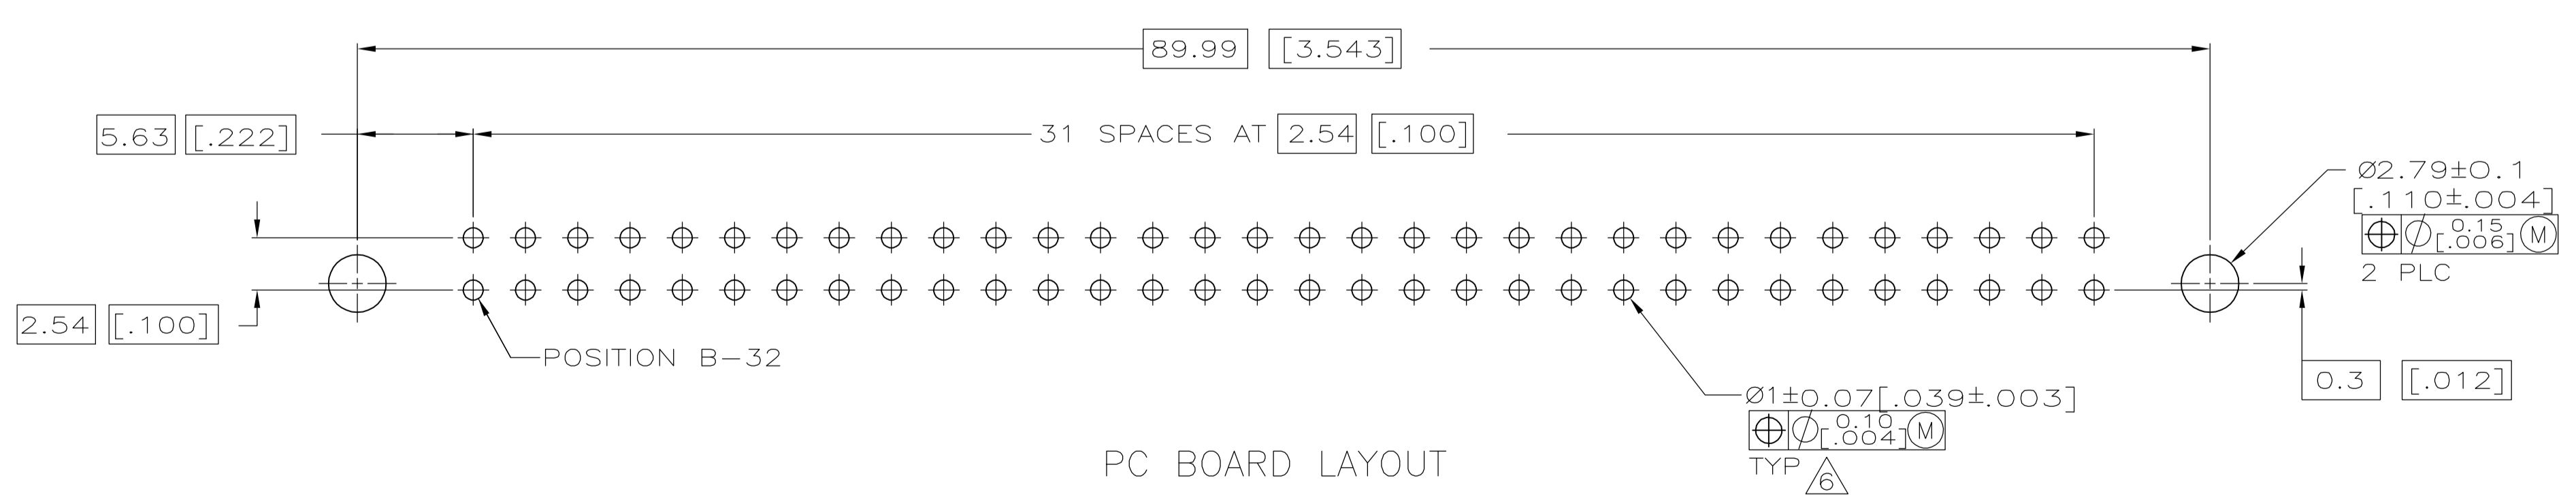 89.99 [3.543]
5.63 [.222]
31 SPACES AT 2.54 [.100]
Ø2.79±0.1
[.110±.004]
⌖ Ø 0.15 [.006] Ⓜ
2 PLC
2.54 [.100]
POSITION B-32
0.3 [.012]
Ø1±0.07[.039±.003]
⌖ Ø 0.10 [.004] Ⓜ
TYP 6
PC BOARD LAYOUT